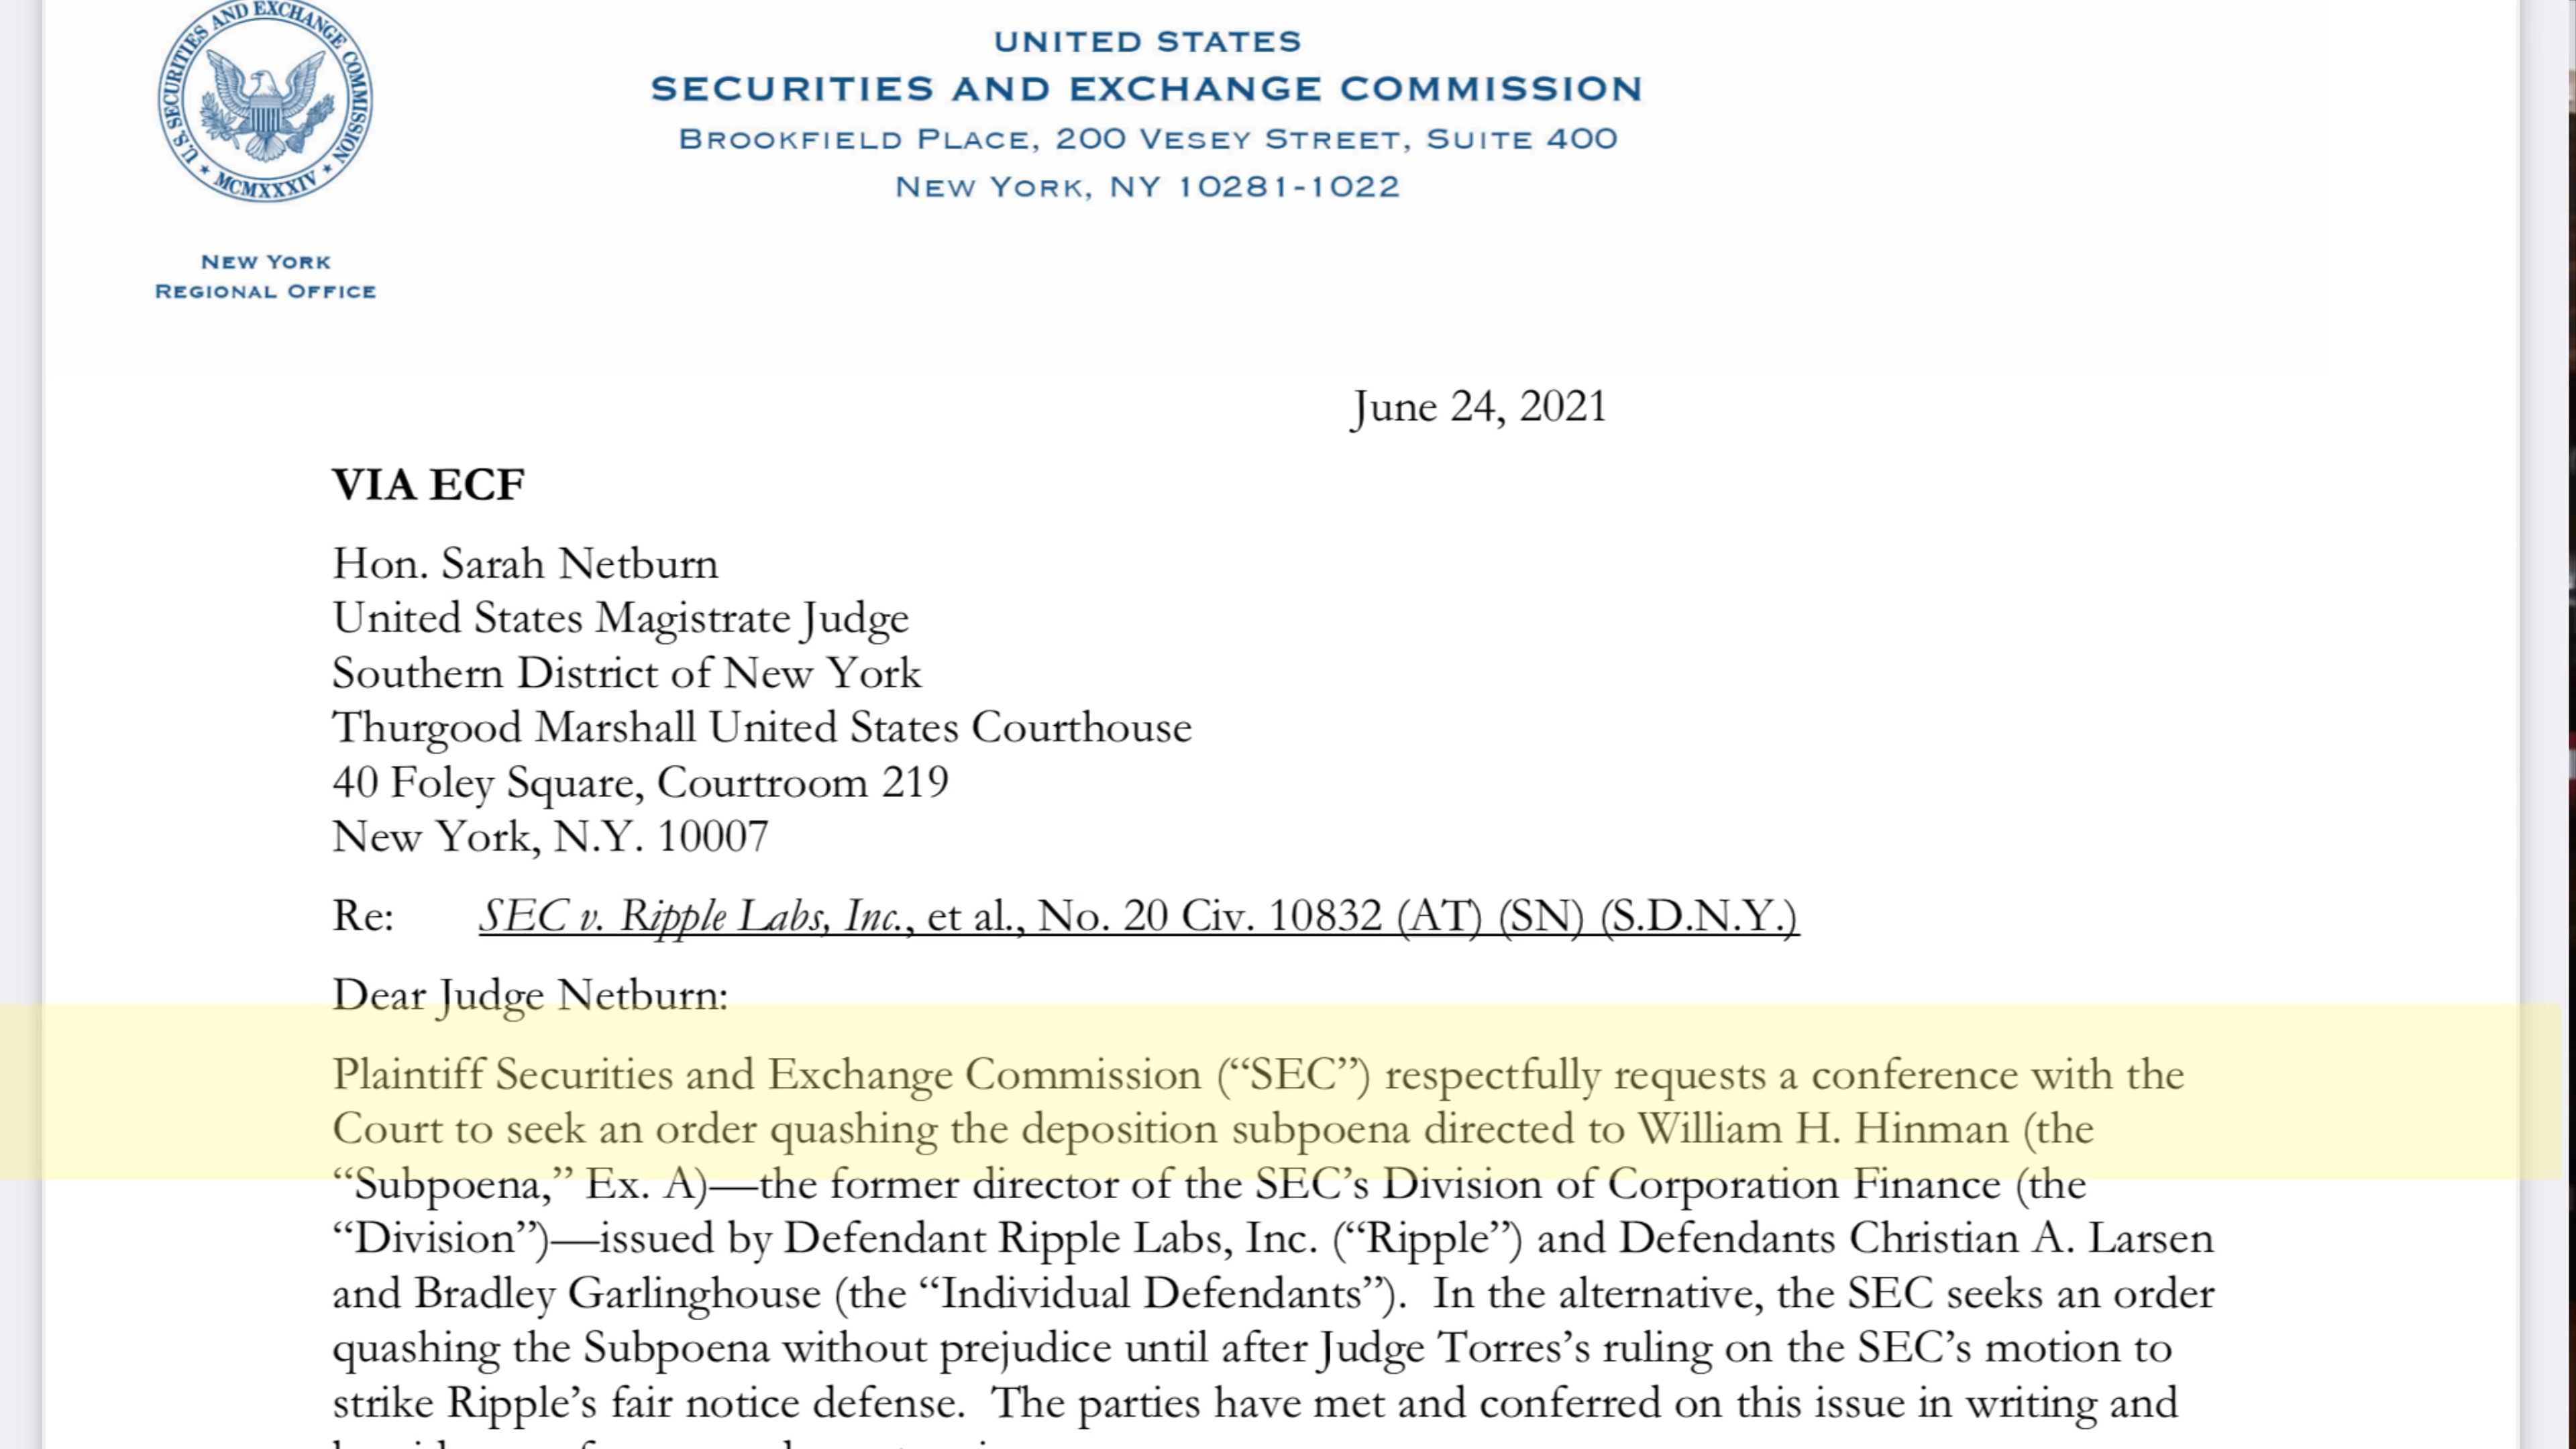 U.S. SECURITIES AND EXCHANGE COMMISSION
MCMXXXIV
UNITED STATES
SECURITIES AND EXCHANGE COMMISSION
BROOKFIELD PLACE, 200 VESEY STREET, SUITE 400
NEW YORK, NY 10281-1022
NEW YORK
REGIONAL OFFICE
June 24, 2021
VIA ECF
Hon. Sarah Netburn
United States Magistrate Judge
Southern District of New York
Thurgood Marshall United States Courthouse
40 Foley Square, Courtroom 219
New York, N.Y. 10007
Re: SEC v. Ripple Labs, Inc., et al., No. 20 Civ. 10832 (AT) (SN) (S.D.N.Y.)
Dear Judge Netburn:
Plaintiff Securities and Exchange Commission (“SEC”) respectfully requests a conference with the
Court to seek an order quashing the deposition subpoena directed to William H. Hinman (the
“Subpoena,” Ex. A)—the former director of the SEC’s Division of Corporation Finance (the
“Division”)—issued by Defendant Ripple Labs, Inc. (“Ripple”) and Defendants Christian A. Larsen
and Bradley Garlinghouse (the “Individual Defendants”). In the alternative, the SEC seeks an order
quashing the Subpoena without prejudice until after Judge Torres’s ruling on the SEC’s motion to
strike Ripple’s fair notice defense. The parties have met and conferred on this issue in writing and